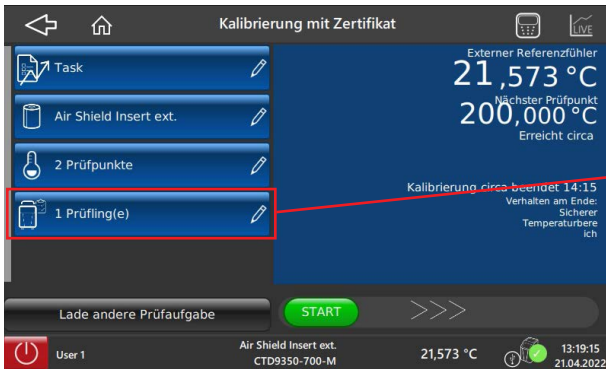 Kalibrierung mit Zertifikat
LIVE
Task
Air Shield Insert ext.
2 Prüfpunkte
1 Prüfling(e)
Externer Referenzfühler
21,573 °C
Nächster Prüfpunkt
200,000 °C
Erreicht circa
Kalibrierung circa beendet 14:15
Verhalten am Ende:
Sicherer
Temperaturbere
ich
Lade andere Prüfaufgabe
START
>>>
User 1
Air Shield Insert ext.
CTD9350-700-M
21,573 °C
13:19:15
21.04.2022